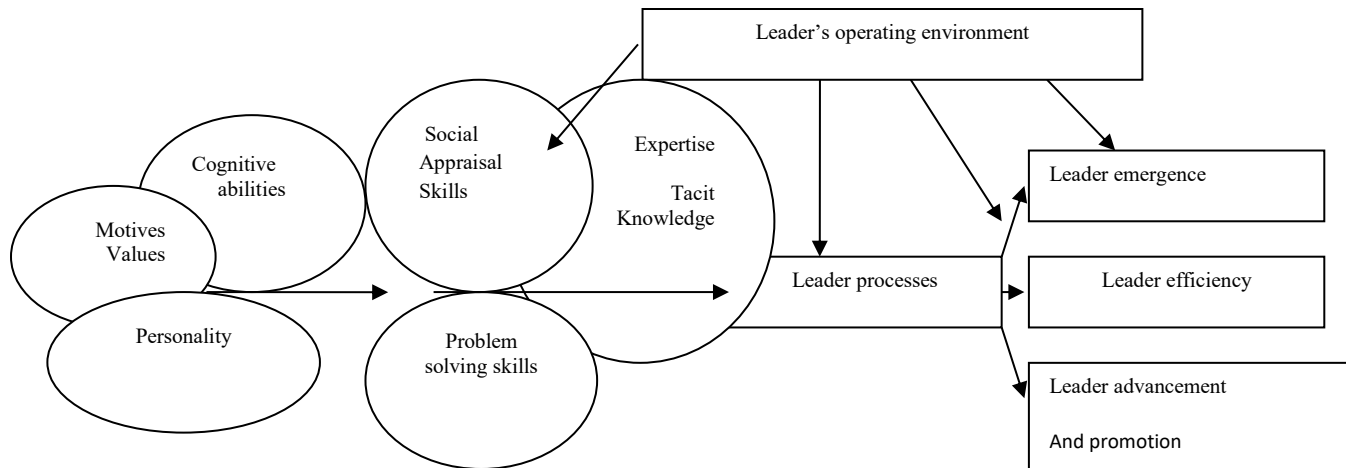 Leader’s operating environment
Social
Appraisal
Skills
Expertise
Tacit
Knowledge
Cognitive
abilities
Motives
Values
Personality
Problem
solving skills
Leader processes
Leader emergence
Leader efficiency
Leader advancement
And promotion